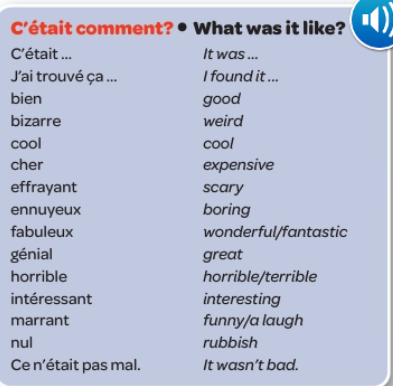 C'était comment? • What was it like?
C'était ... It was ...
J'ai trouvé ça ... I found it ...
bien good
bizarre weird
cool cool
cher expensive
effrayant scary
ennuyeux boring
fabuleux wonderful/fantastic
génial great
horrible horrible/terrible
intéressant interesting
marrant funny/a laugh
nul rubbish
Ce n'était pas mal. It wasn't bad.